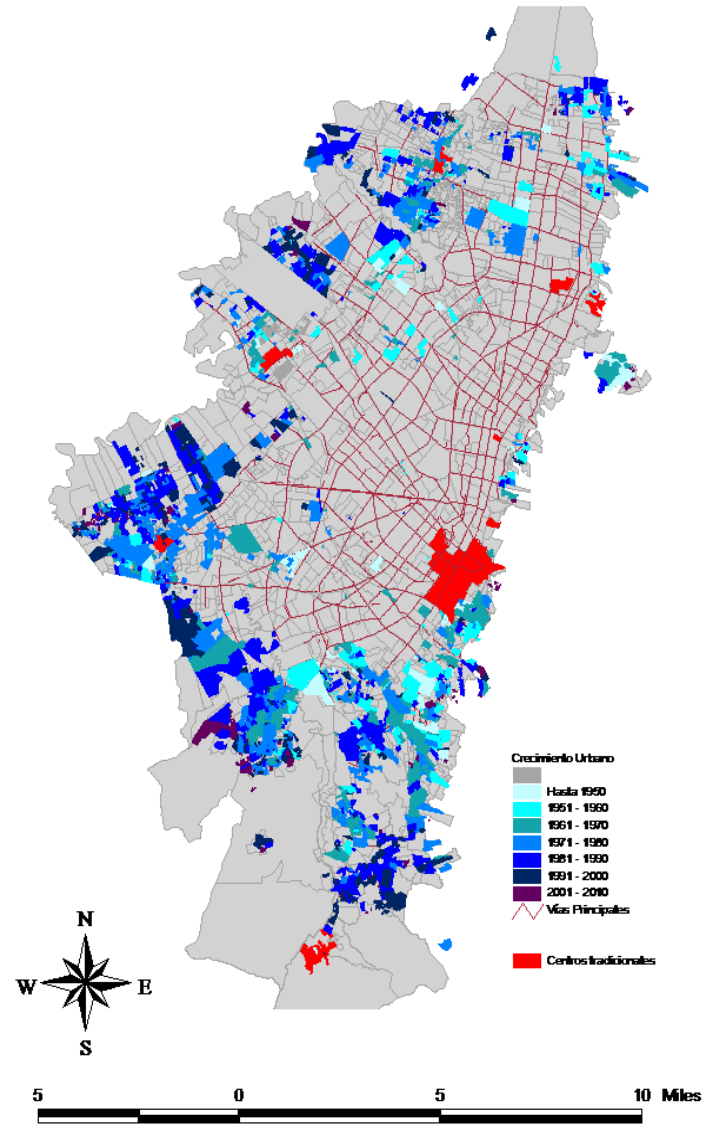 Crecimiento Urbano
Hasta 1950
1951 - 1960
1961 - 1970
1971 - 1980
1981 - 1990
1991 - 2000
2001 - 2010
Vías Principales
Centros tradicionales
N
W E
S
5 0 5 10 Miles